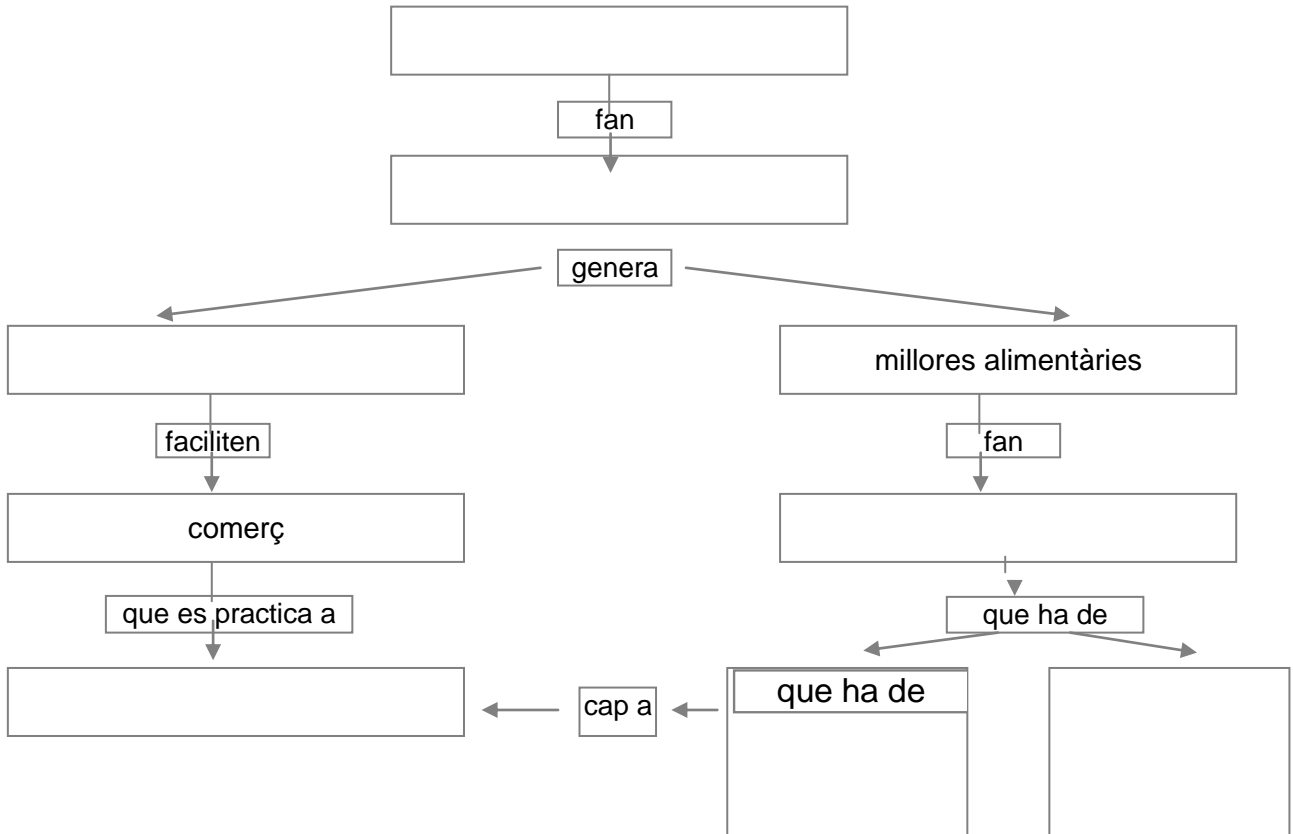 fan
genera
millores alimentàries
faciliten
fan
comerç
que es practica a
que ha de
cap a
que ha de